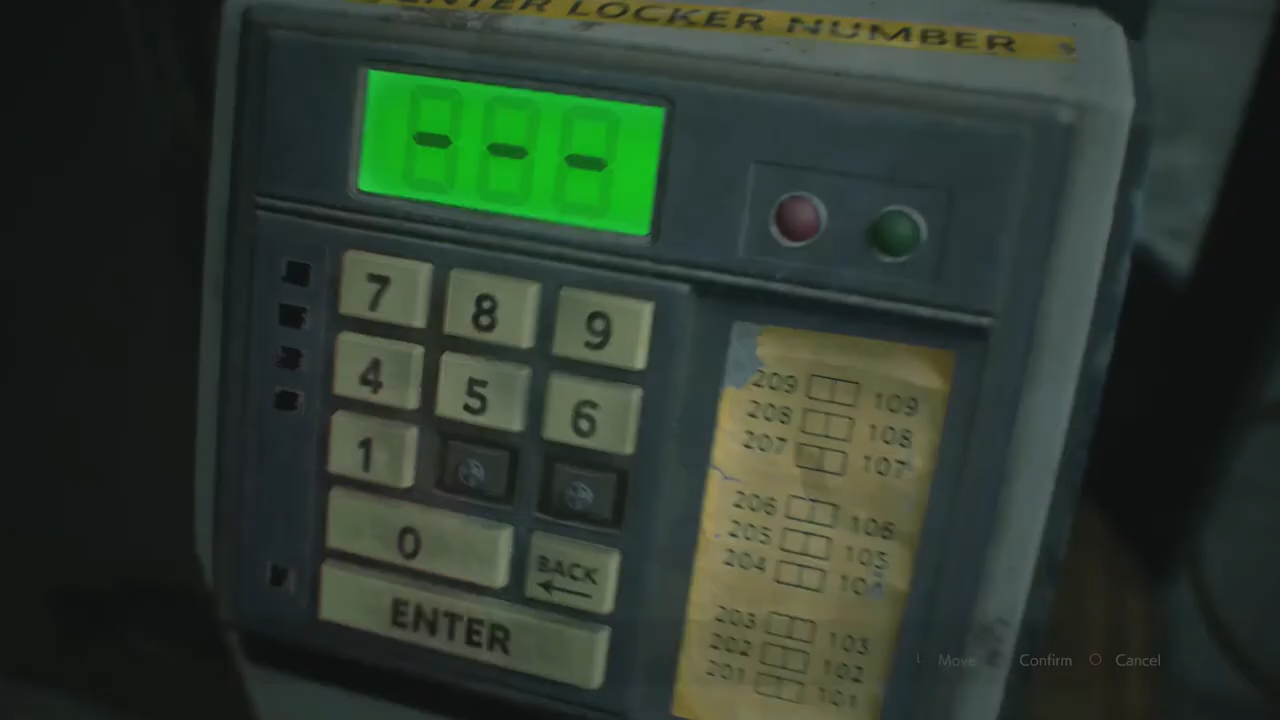 ENTER LOCKER NUMBER
- - -
7 8 9
4 5 6
1
0 BACK
ENTER
209 109
208 108
207 107
206 106
205 105
204 104
203 103
202 102
201 101
L Move Confirm O Cancel